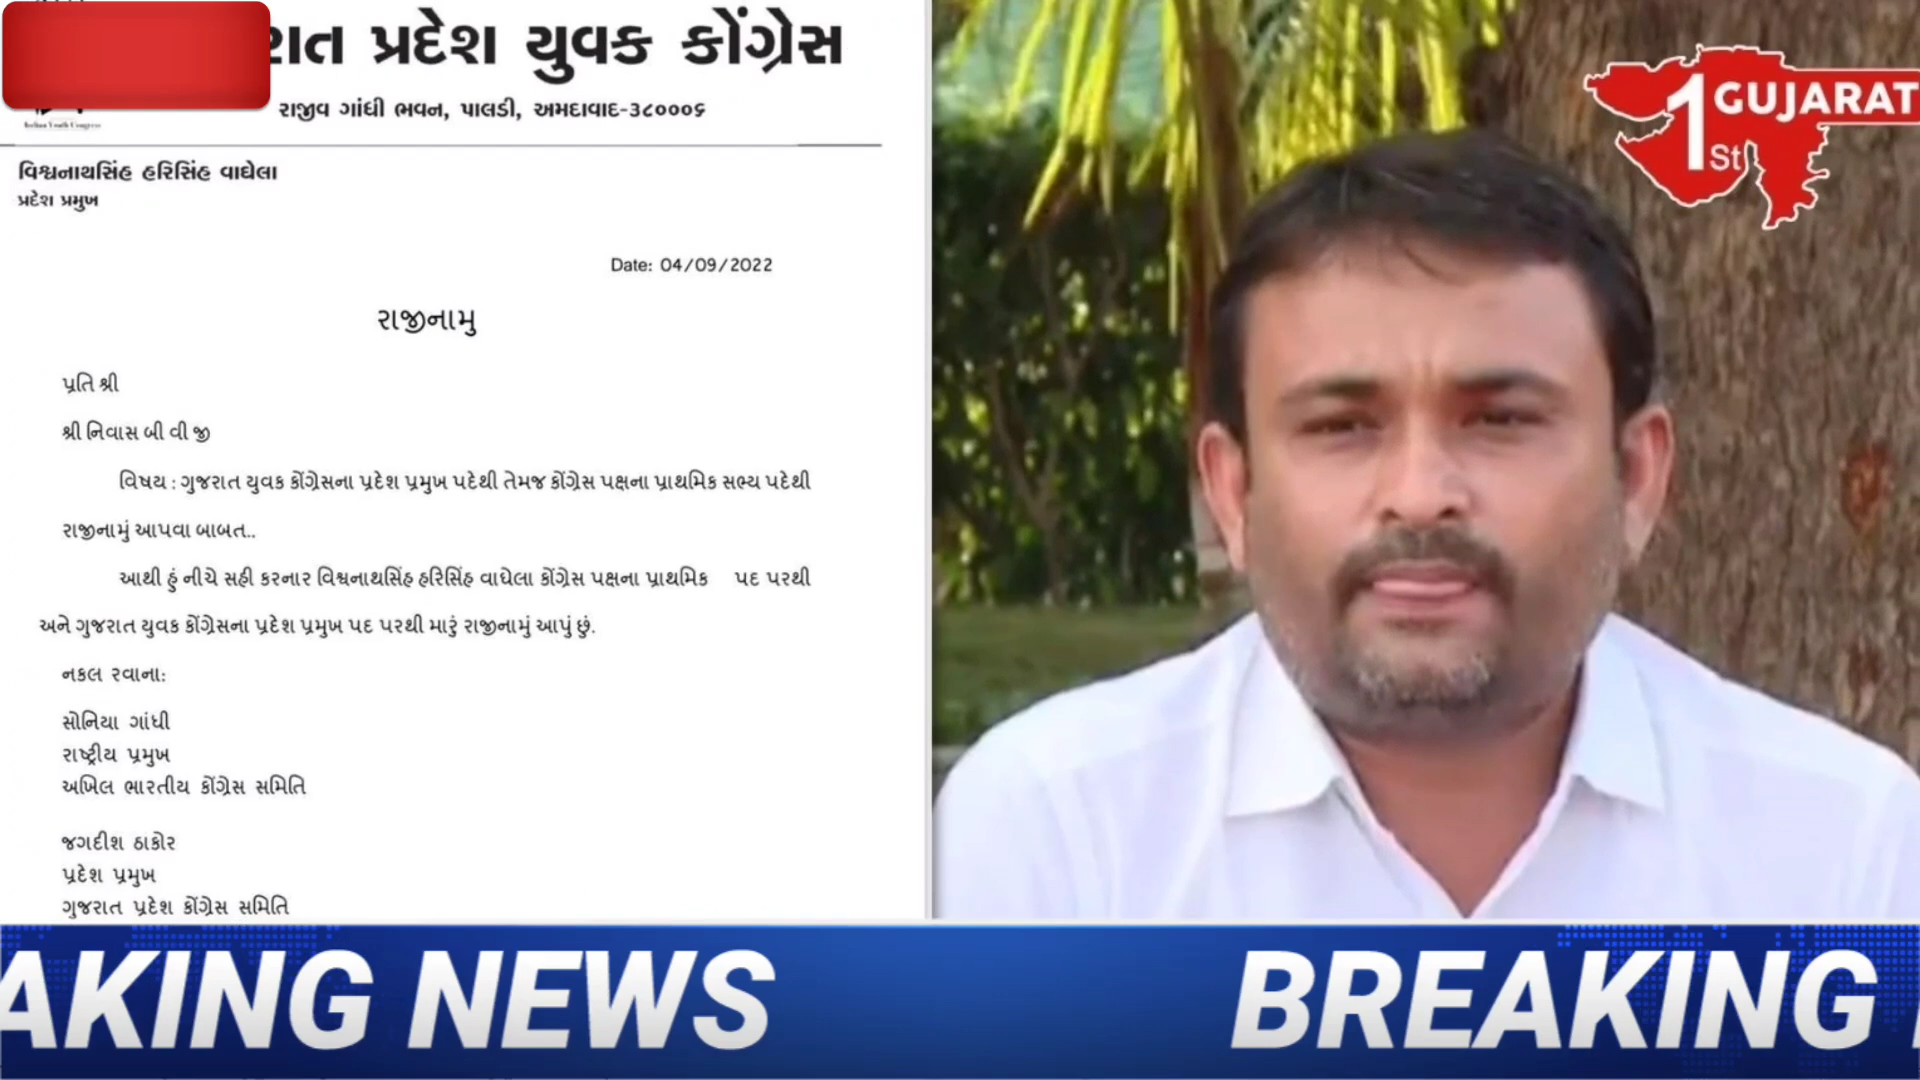 પ્રદેશ યુવક કોંગ્રેસ
રાજીવ ગાંધી ભવન, પાલડી, અમદાવાદ-૩૮૦૦૦૬
Indian Youth Congress
વિશ્વનાથસિંહ હરિસિંહ વાઘેલા
પ્રદેશ પ્રમુખ
Date: 04/09/2022
રાજીનામુ
પ્રતિ શ્રી
શ્રી નિવાસ બી વી જી
વિષય : ગુજરાત યુવક કોંગ્રેસના પ્રદેશ પ્રમુખ પદેથી તેમજ કોંગ્રેસ પક્ષના પ્રાથમિક સભ્ય પદેથી
રાજીનામું આપવા બાબત..
આથી હું નીચે સહી કરનાર વિશ્વનાથસિંહ હરિસિંહ વાઘેલા કોંગ્રેસ પક્ષના પ્રાથમિક પદ પરથી
અને ગુજરાત યુવક કોંગ્રેસના પ્રદેશ પ્રમુખ પદ પરથી મારું રાજીનામું આપું છું.
નકલ રવાના:
સોનિયા ગાંધી
રાષ્ટ્રીય પ્રમુખ
અખિલ ભારતીય કોંગ્રેસ સમિતિ
જગદીશ ઠાકોર
પ્રદેશ પ્રમુખ
ગુજરાત પ્રદેશ કોંગ્રેસ સમિતિ
1St GUJARAT
AKING NEWS
BREAKING